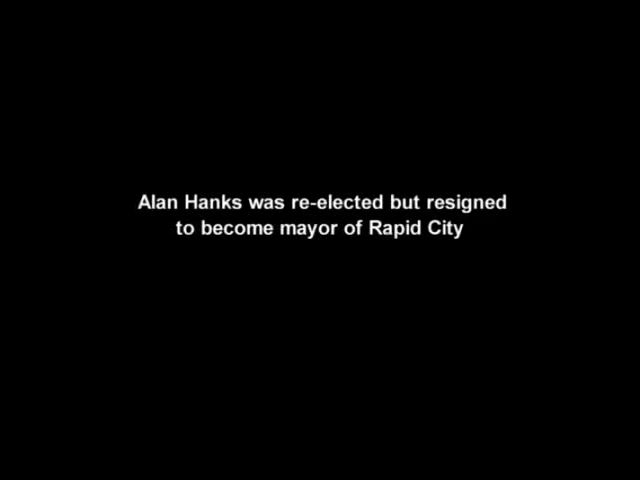 Alan Hanks was re-elected but resigned
to become mayor of Rapid City